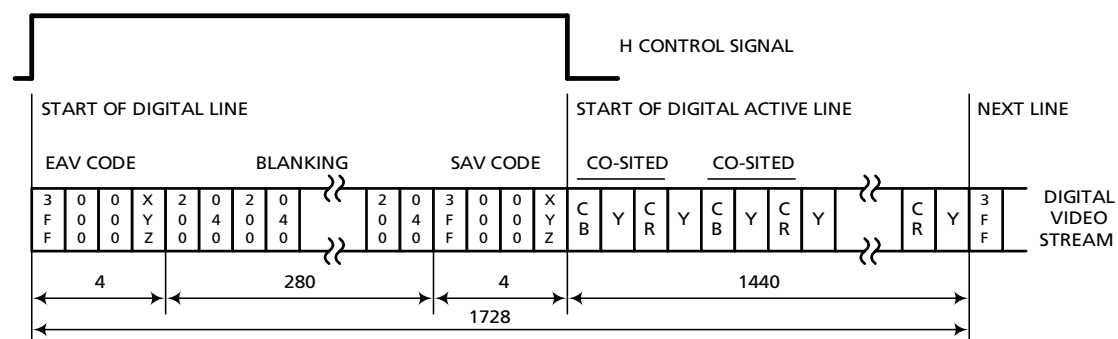 H CONTROL SIGNAL
START OF DIGITAL LINE
START OF DIGITAL ACTIVE LINE
NEXT LINE
EAV CODE
BLANKING
SAV CODE
CO-SITED
CO-SITED
3FF 000 000 XYZ 200 040 200 040 200 040 3FF 000 000 XYZ CB Y CR Y CB Y CR Y CR Y 3FF
DIGITAL
VIDEO
STREAM
4
280
4
1440
1728